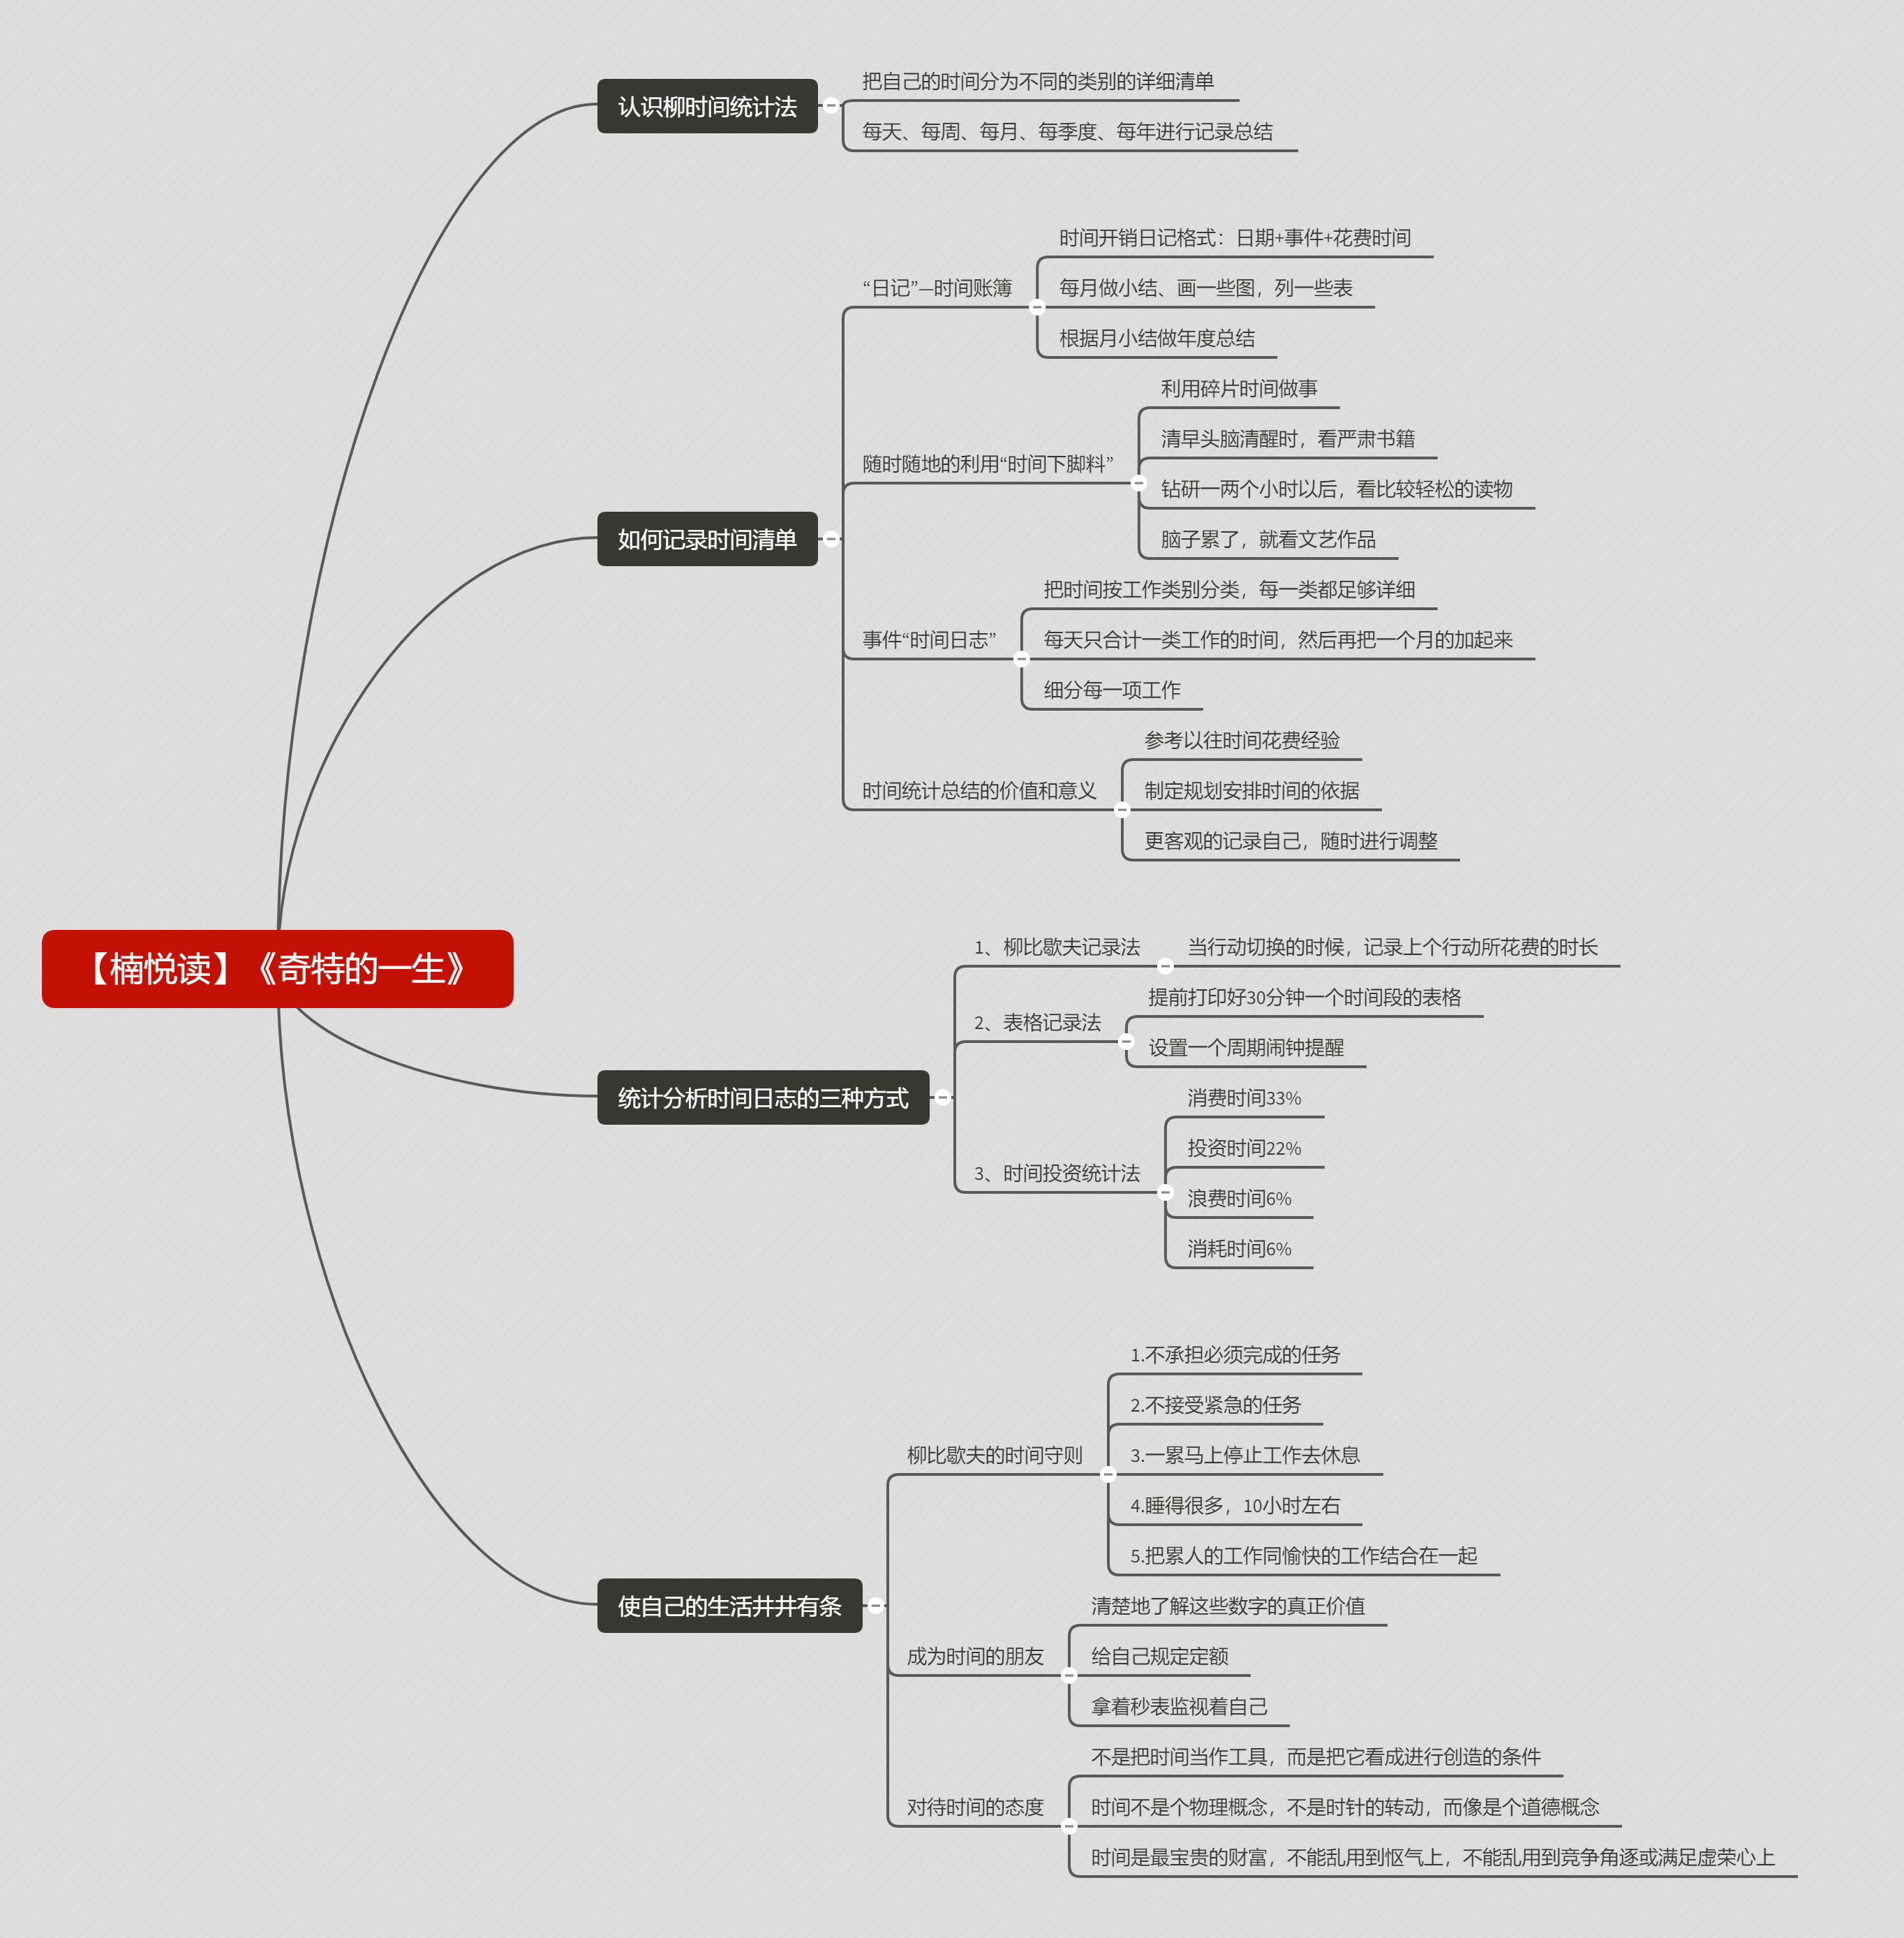 认识柳时间统计法
把自己的时间分为不同的类别的详细清单
每天、每周、每月、每季度、每年进行记录总结
如何记录时间清单
“日记”—时间账簿
时间开销日记格式：日期+事件+花费时间
每月做小结、画一些图，列一些表
根据月小结做年度总结
随时随地的利用“时间下脚料”
利用碎片时间做事
清早头脑清醒时，看严肃书籍
钻研一两个小时以后，看比较轻松的读物
脑子累了，就看文艺作品
事件“时间日志”
把时间按工作类别分类，每一类都足够详细
每天只合计一类工作的时间，然后再把一个月的加起来
细分每一项工作
时间统计总结的价值和意义
参考以往时间花费经验
制定规划安排时间的依据
更客观的记录自己，随时进行调整
【楠悦读】《奇特的一生》
统计分析时间日志的三种方式
1、柳比歇夫记录法
当行动切换的时候，记录上个行动所花费的时长
2、表格记录法
提前打印好30分钟一个时间段的表格
设置一个周期闹钟提醒
3、时间投资统计法
消费时间33%
投资时间22%
浪费时间6%
消耗时间6%
使自己的生活井井有条
柳比歇夫的时间守则
1.不承担必须完成的任务
2.不接受紧急的任务
3.一累马上停止工作去休息
4.睡得很多，10小时左右
5.把累人的工作同愉快的工作结合在一起
成为时间的朋友
清楚地了解这些数字的真正价值
给自己规定定额
拿着秒表监视着自己
对待时间的态度
不是把时间当作工具，而是把它看成进行创造的条件
时间不是个物理概念，不是时针的转动，而像是个道德概念
时间是最宝贵的财富，不能乱用到怄气上，不能乱用到竞争角逐或满足虚荣心上